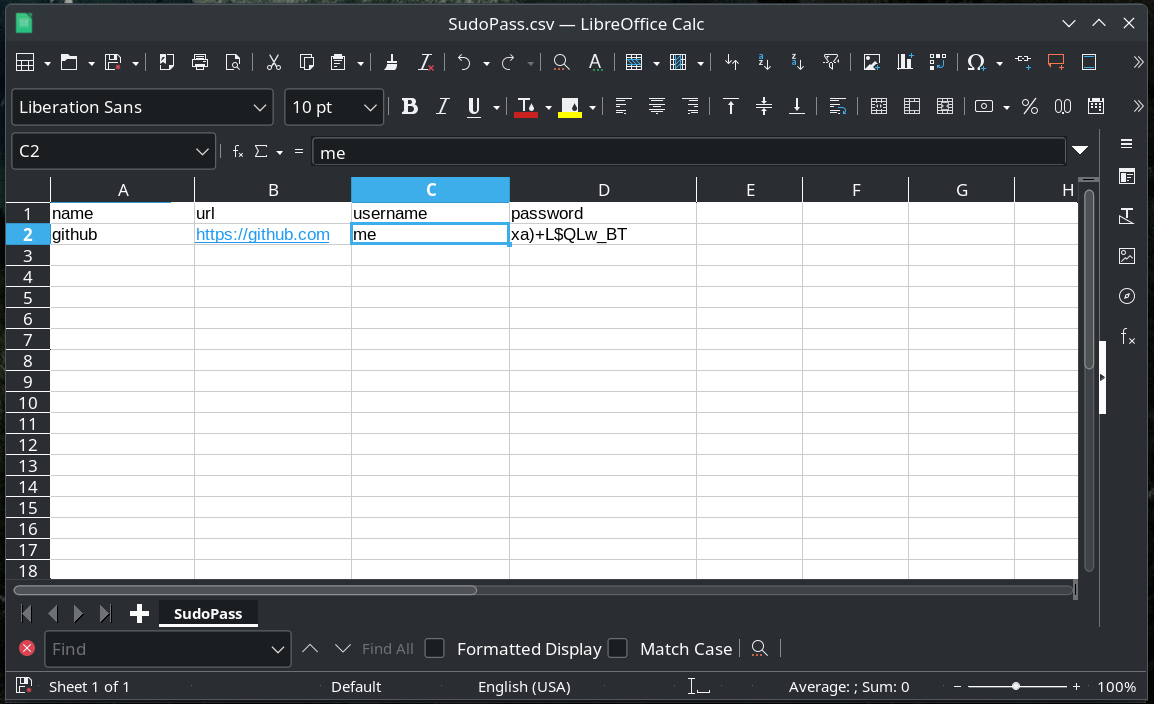 SudoPass.csv — LibreOffice Calc
Liberation Sans 10 pt B I U % 0,0
C2 fx Σ = me
A B C D E F G H
1 name url username password
2 github https://github.com me xa)+L$QLw_BT
3
4
5
6
7
8
9
10
11
12
13
14
15
16
17
18
SudoPass
Find Find All Formatted Display Match Case
Sheet 1 of 1 Default English (USA) Average: ; Sum: 0 − + 100%